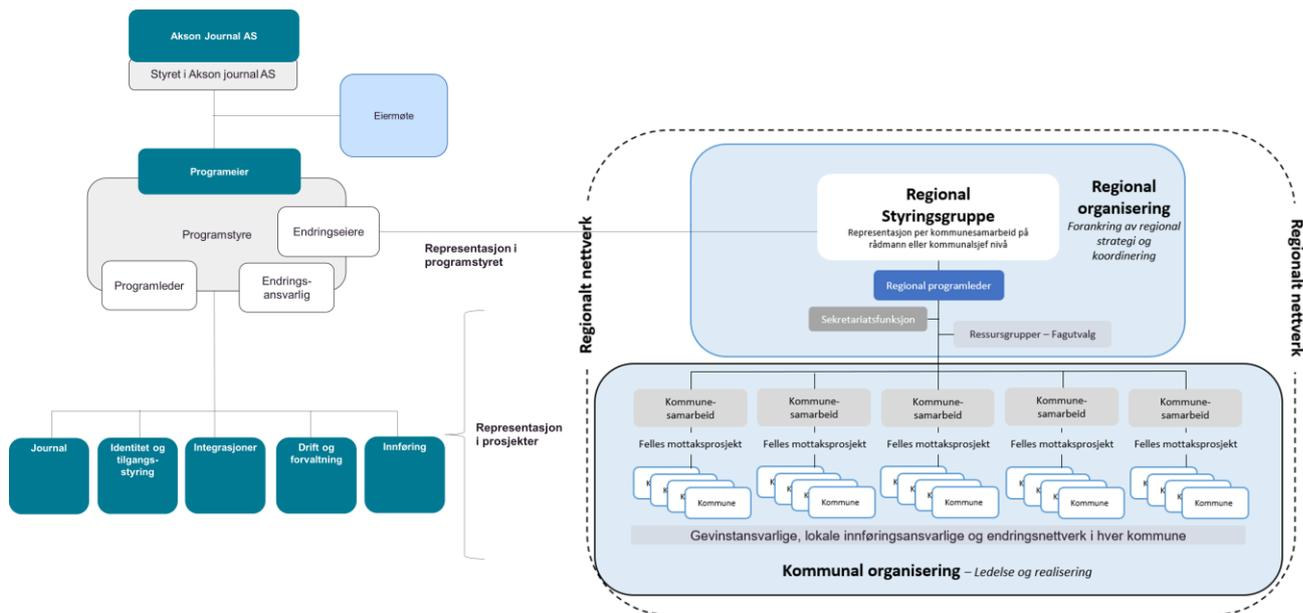 Akson Journal AS
Styret i Akson journal AS
Eiermøte
Programeier
Programstyre
Endringseiere
Programleder
Endrings-
ansvarlig
Representasjon i
programstyret
Journal
Identitet og
tilgangs-
styring
Integrasjoner
Drift og
forvaltning
Innføring
Representasjon
i prosjekter
Regionalt nettverk
Regional
Styringsgruppe
Representasjon per kommunesamarbeid på
rådmann eller kommunalsjef nivå
Regional
organisering
Forankring av regional
strategi og
koordinering
Regional programleder
Sekretariatsfunksjon
Ressursgrupper – Fagutvalg
Regionalt nettverk
Kommune-
samarbeid
Kommune-
samarbeid
Kommune-
samarbeid
Kommune-
samarbeid
Kommune-
samarbeid
Felles mottaksprosjekt
Felles mottaksprosjekt
Felles mottaksprosjekt
Felles mottaksprosjekt
Felles mottaksprosjekt
Kommune
Kommune
Kommune
Kommune
Kommune
Gevinstansvarlige, lokale innføringsansvarlige og endringsnettverk i hver kommune
Kommunal organisering – Ledelse og realisering